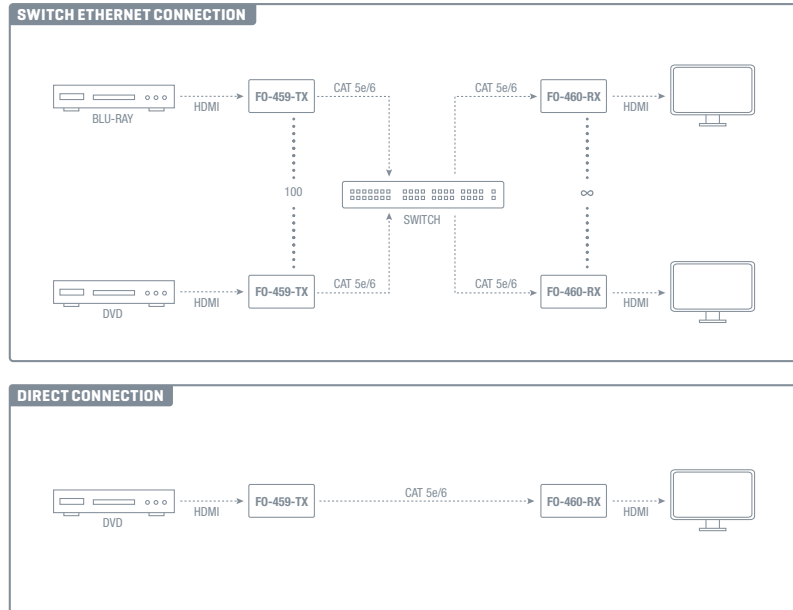 SWITCH ETHERNET CONNECTION
BLU-RAY
HDMI
FO-459-TX
CAT 5e/6
CAT 5e/6
FO-460-RX
HDMI
100
SWITCH
∞
DVD
HDMI
FO-459-TX
CAT 5e/6
CAT 5e/6
FO-460-RX
HDMI
DIRECT CONNECTION
DVD
HDMI
FO-459-TX
CAT 5e/6
FO-460-RX
HDMI